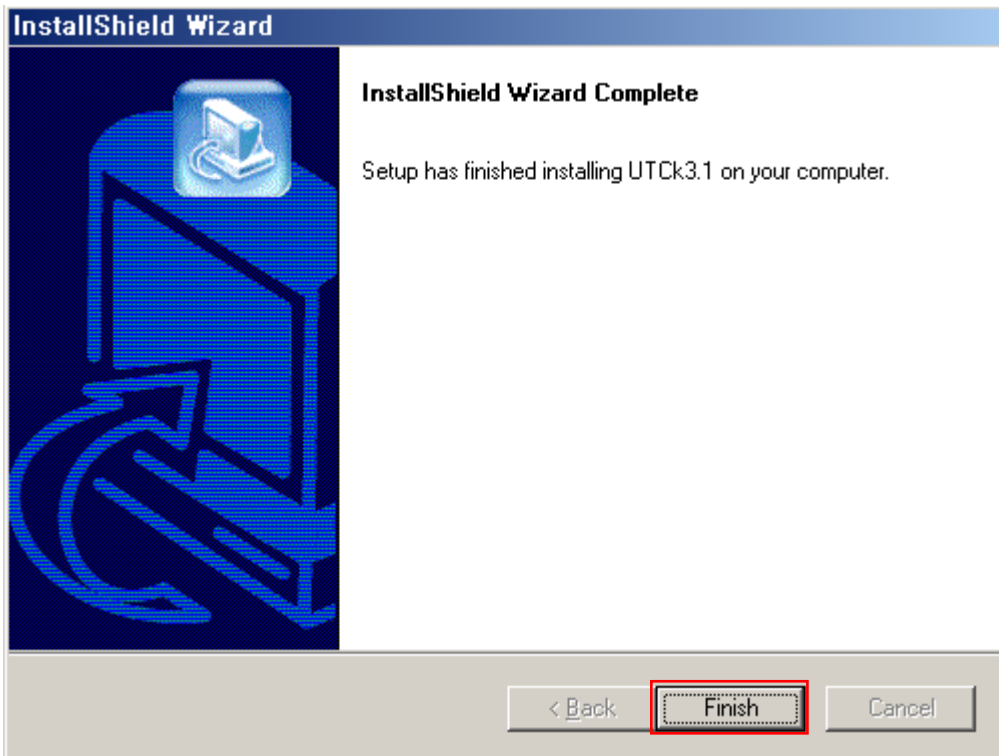 InstallShield Wizard
InstallShield Wizard Complete
Setup has finished installing UTCk3.1 on your computer.
< Back Finish Cancel